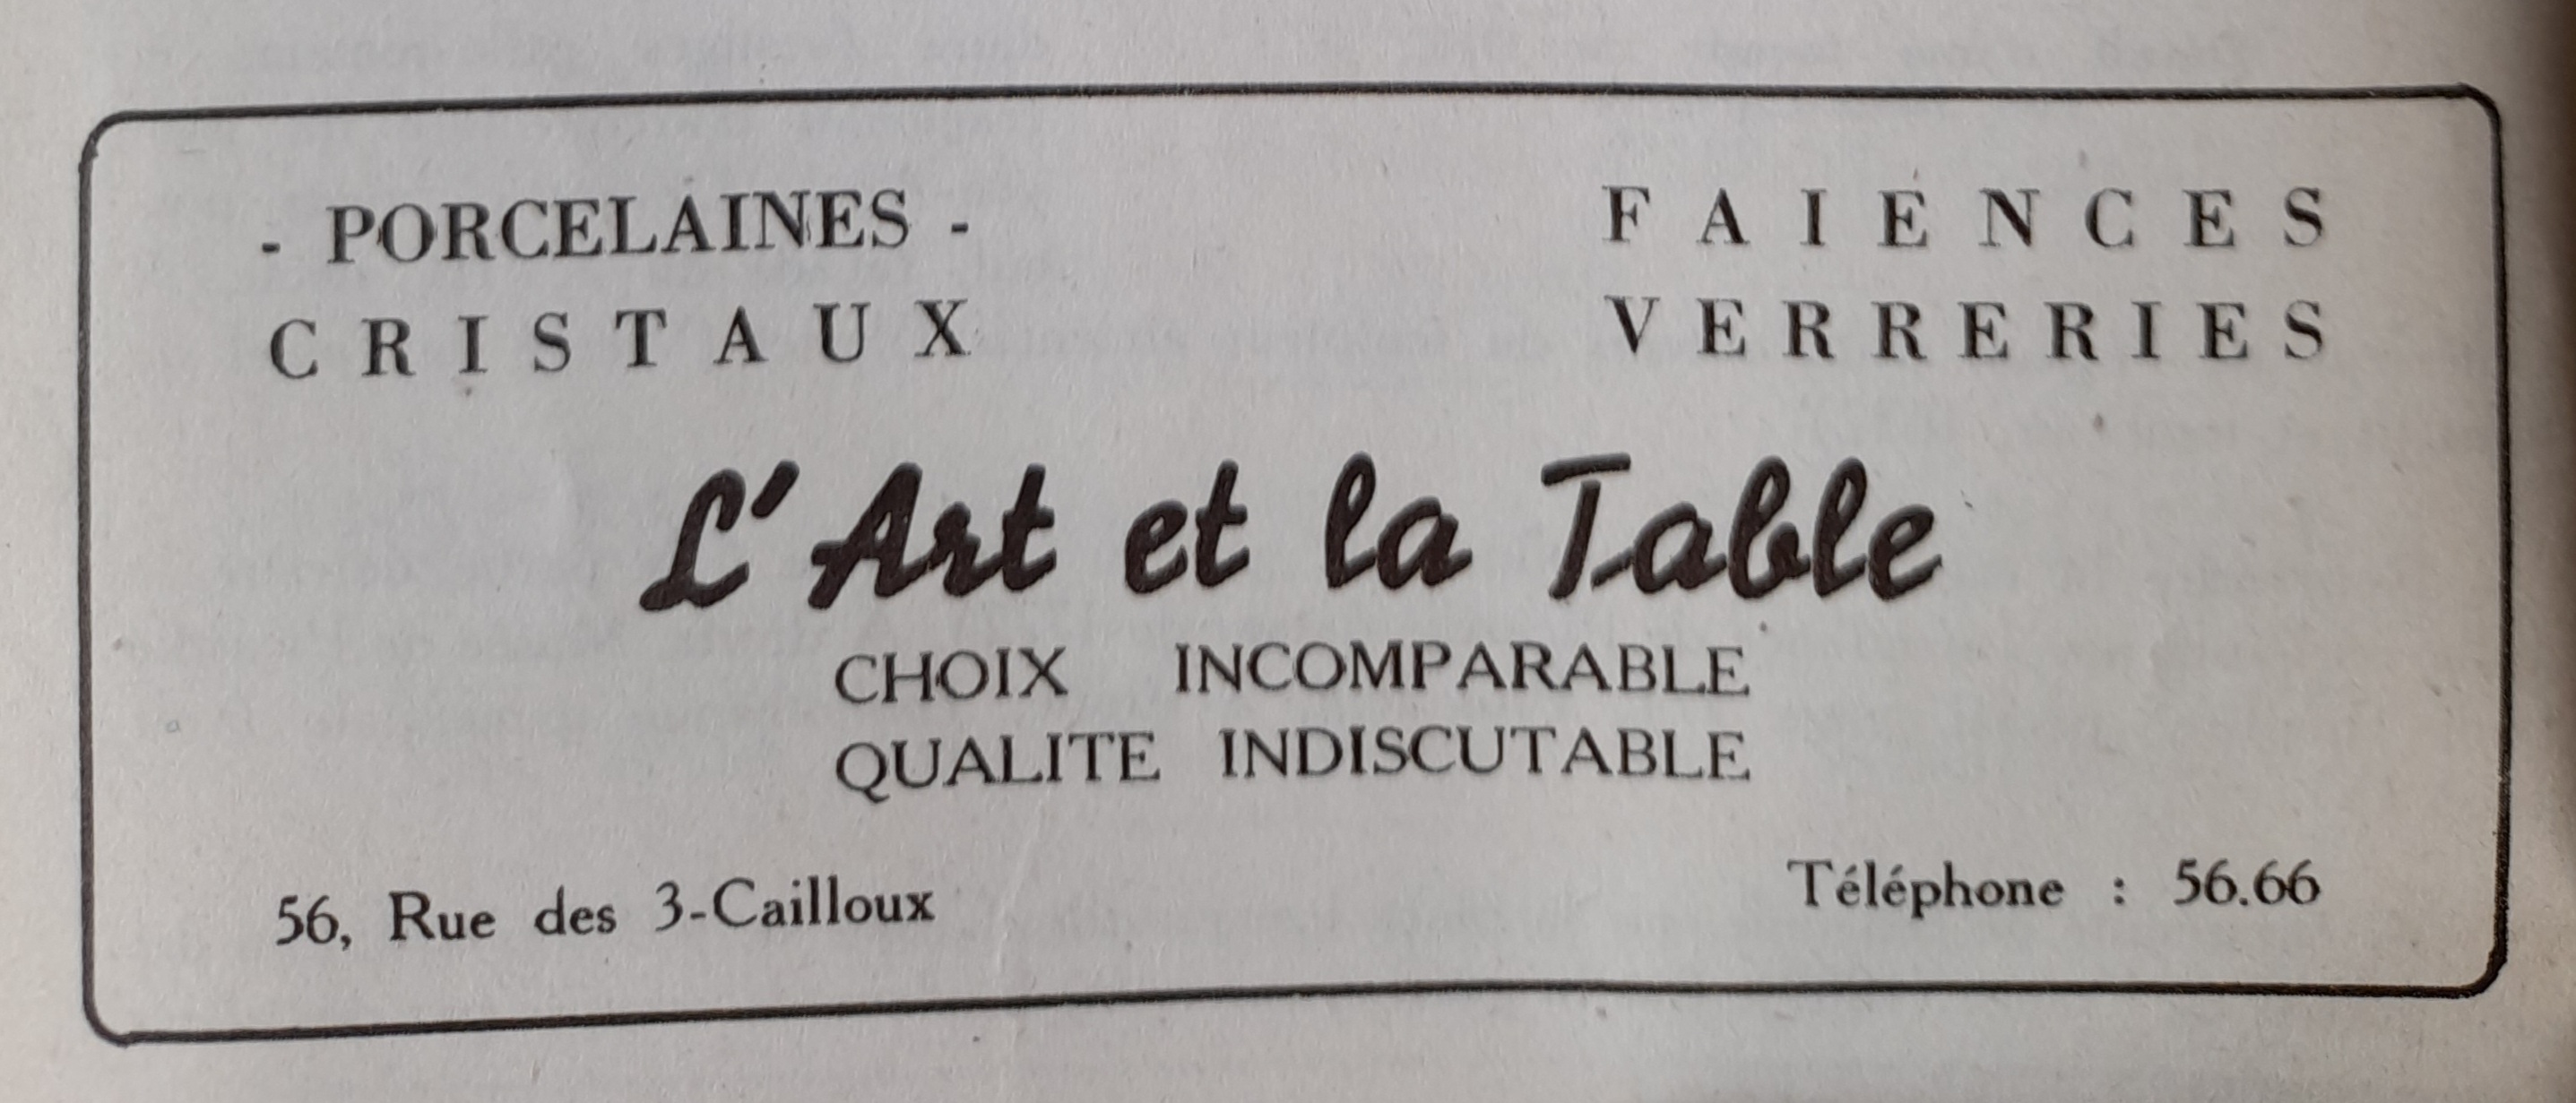 - PORCELAINES -
CRISTAUX
FAIENCES
VERRERIES
L'Art et la Table
CHOIX INCOMPARABLE
QUALITE INDISCUTABLE
56, Rue des 3-Cailloux
Téléphone : 56.66